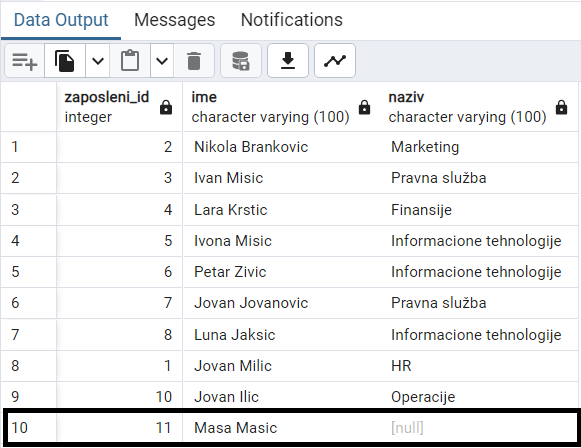 Data Output Messages Notifications
zaposleni_id ime naziv
integer character varying (100) character varying (100)
1 2 Nikola Brankovic Marketing
2 3 Ivan Misic Pravna služba
3 4 Lara Krstic Finansije
4 5 Ivona Misic Informacione tehnologije
5 6 Petar Zivic Informacione tehnologije
6 7 Jovan Jovanovic Pravna služba
7 8 Luna Jaksic Informacione tehnologije
8 1 Jovan Milic HR
9 10 Jovan Ilic Operacije
10 11 Masa Masic [null]